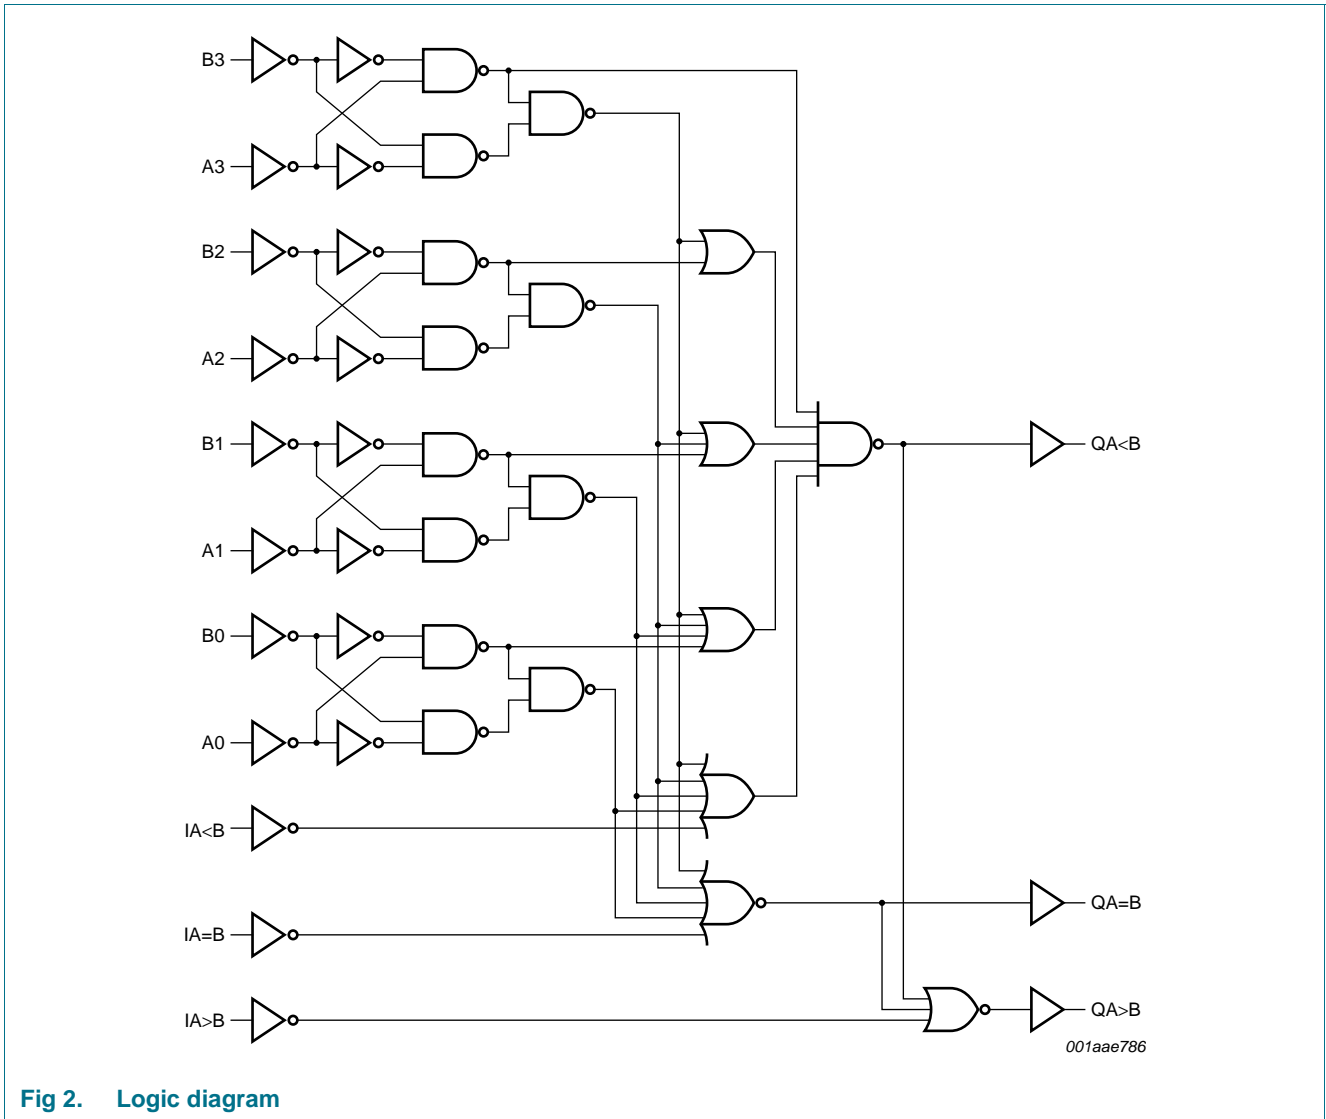 B3
A3
B2
A2
B1
QA<B
A1
B0
A0
IA<B
QA=B
IA=B
QA>B
IA>B
001aae786
Fig 2. Logic diagram